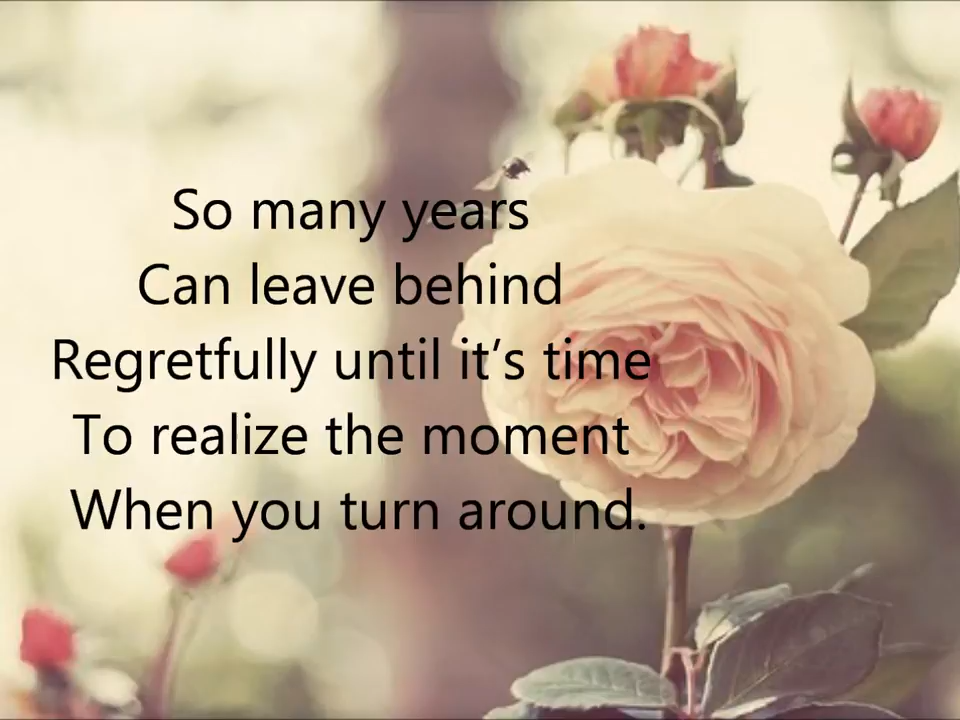 So many years
Can leave behind
Regretfully until it’s time
To realize the moment
When you turn around.